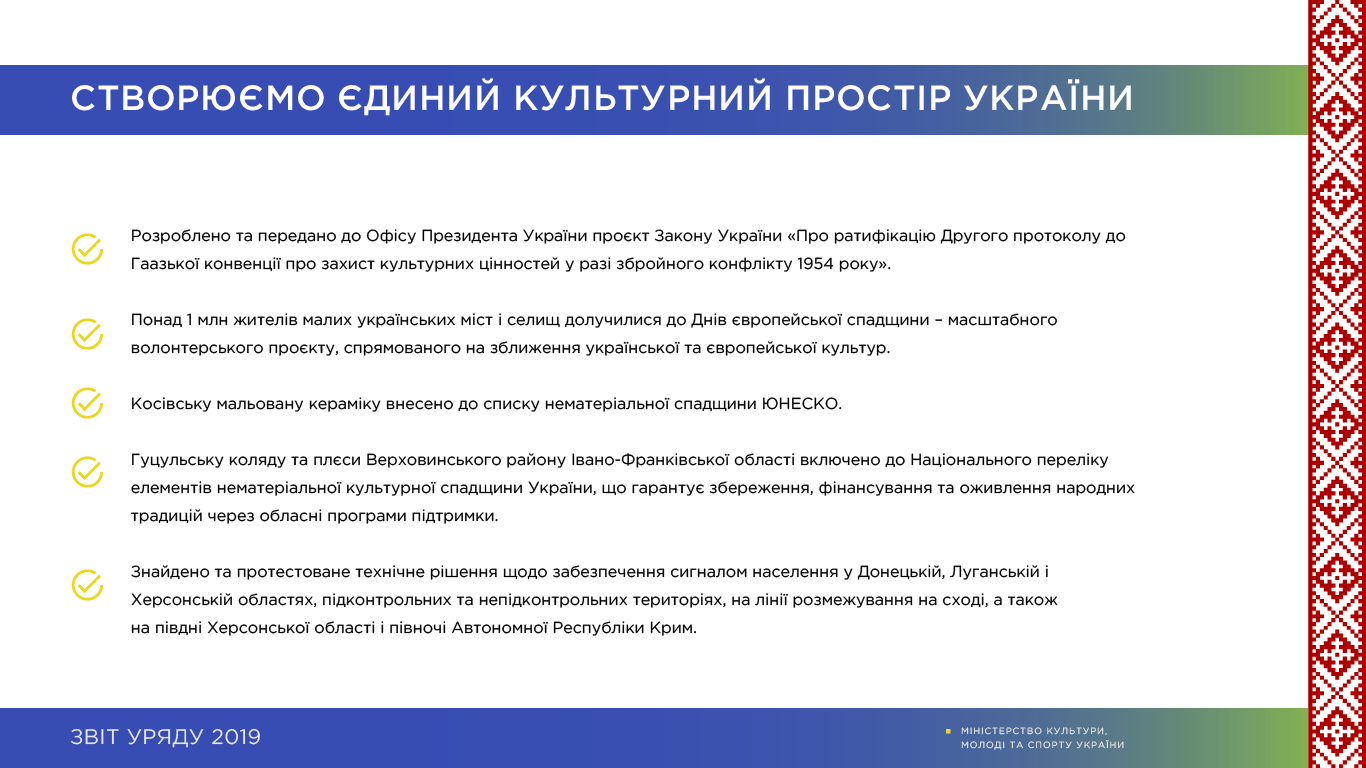 СТВОРЮЄМО ЄДИНИЙ КУЛЬТУРНИЙ ПРОСТІР УКРАЇНИ
Розроблено та передано до Офісу Президента України проєкт Закону України «Про ратифікацію Другого протоколу до
Гаазької конвенції про захист культурних цінностей у разі збройного конфлікту 1954 року».
Понад 1 млн жителів малих українських міст і селищ долучилися до Днів європейської спадщини – масштабного
волонтерського проєкту, спрямованого на зближення української та європейської культур.
Косівську мальовану кераміку внесено до списку нематеріальної спадщини ЮНЕСКО.
Гуцульську коляду та плєси Верховинського району Івано-Франківської області включено до Національного переліку
елементів нематеріальної культурної спадщини України, що гарантує збереження, фінансування та оживлення народних
традицій через обласні програми підтримки.
Знайдено та протестоване технічне рішення щодо забезпечення сигналом населення у Донецькій, Луганській і
Херсонській областях, підконтрольних та непідконтрольних територіях, на лінії розмежування на сході, а також
на півдні Херсонської області і півночі Автономної Республіки Крим.
ЗВІТ УРЯДУ 2019
МІНІСТЕРСТВО КУЛЬТУРИ,
МОЛОДІ ТА СПОРТУ УКРАЇНИ